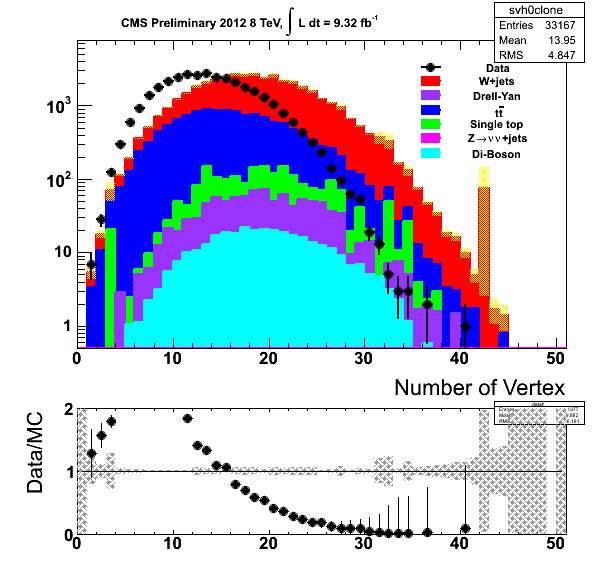 svh0clone
CMS Preliminary 2012 8 TeV, ∫ L dt = 9.32 fb⁻¹
Entries 33167
Mean 13.95
RMS 4.847
Data
W+jets
Drell-Yan
tt̄
Single top
Z→νν+jets
Di-Boson
10³
10²
10
1
0 10 20 30 40 50
Number of Vertex
Data/MC
2
1
0
0 10 20 30 40 50
Mean
RMS